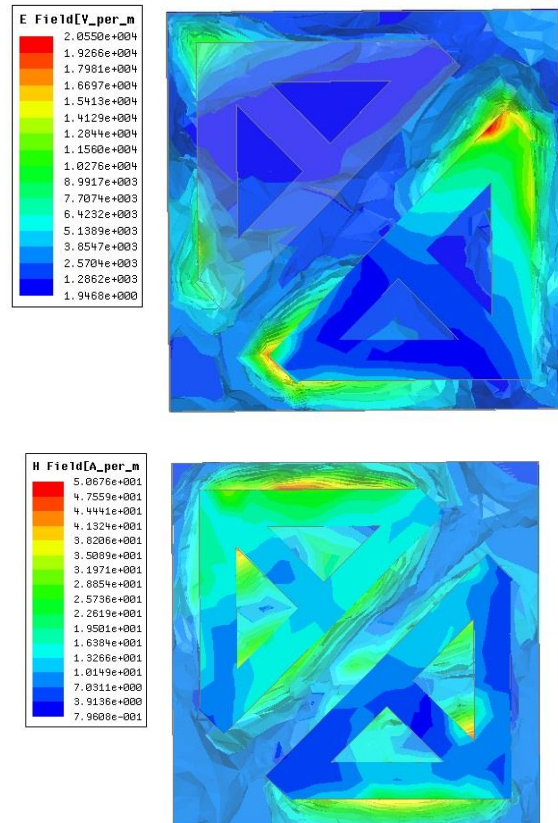 E Field[V_per_m
2.0550e+004
1.9266e+004
1.7981e+004
1.6697e+004
1.5413e+004
1.4129e+004
1.2844e+004
1.1560e+004
1.0276e+004
8.9917e+003
7.7074e+003
6.4232e+003
5.1389e+003
3.8547e+003
2.5704e+003
1.2862e+003
1.9468e+000
H Field[A_per_m
5.0676e+001
4.7559e+001
4.4441e+001
4.1324e+001
3.8206e+001
3.5089e+001
3.1971e+001
2.8854e+001
2.5736e+001
2.2619e+001
1.9501e+001
1.6384e+001
1.3266e+001
1.0149e+001
7.0311e+000
3.9136e+000
7.9608e-001